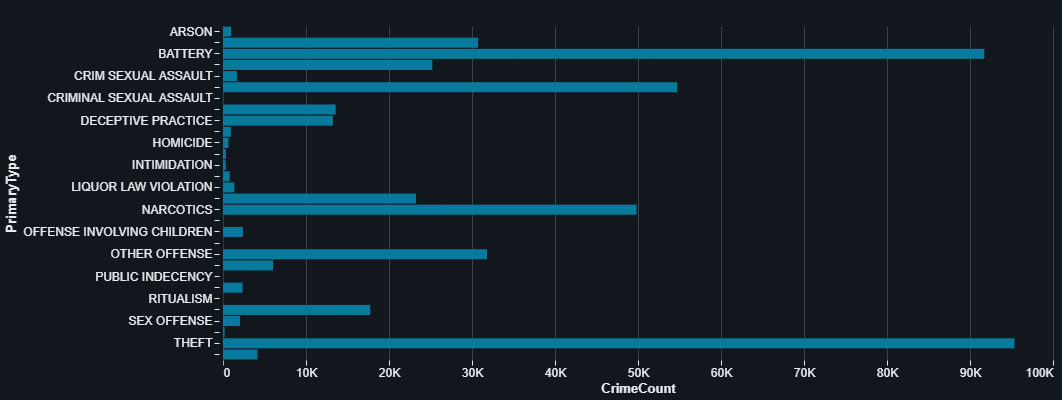 ARSON
BATTERY
CRIM SEXUAL ASSAULT
CRIMINAL SEXUAL ASSAULT
DECEPTIVE PRACTICE
HOMICIDE
INTIMIDATION
LIQUOR LAW VIOLATION
NARCOTICS
OFFENSE INVOLVING CHILDREN
OTHER OFFENSE
PUBLIC INDECENCY
RITUALISM
SEX OFFENSE
THEFT
PrimaryType
0 10K 20K 30K 40K 50K 60K 70K 80K 90K 100K
CrimeCount